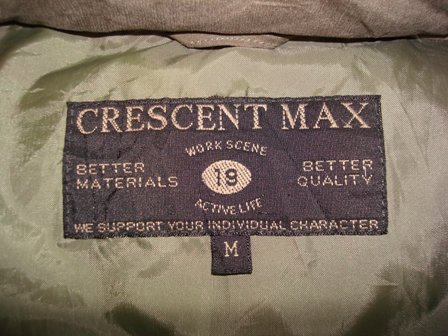 CRESCENT MAX
WORK SCENE
BETTER MATERIALS
19
BETTER QUALITY
ACTIVE LIFE
WE SUPPORT YOUR INDIVIDUAL CHARACTER
M